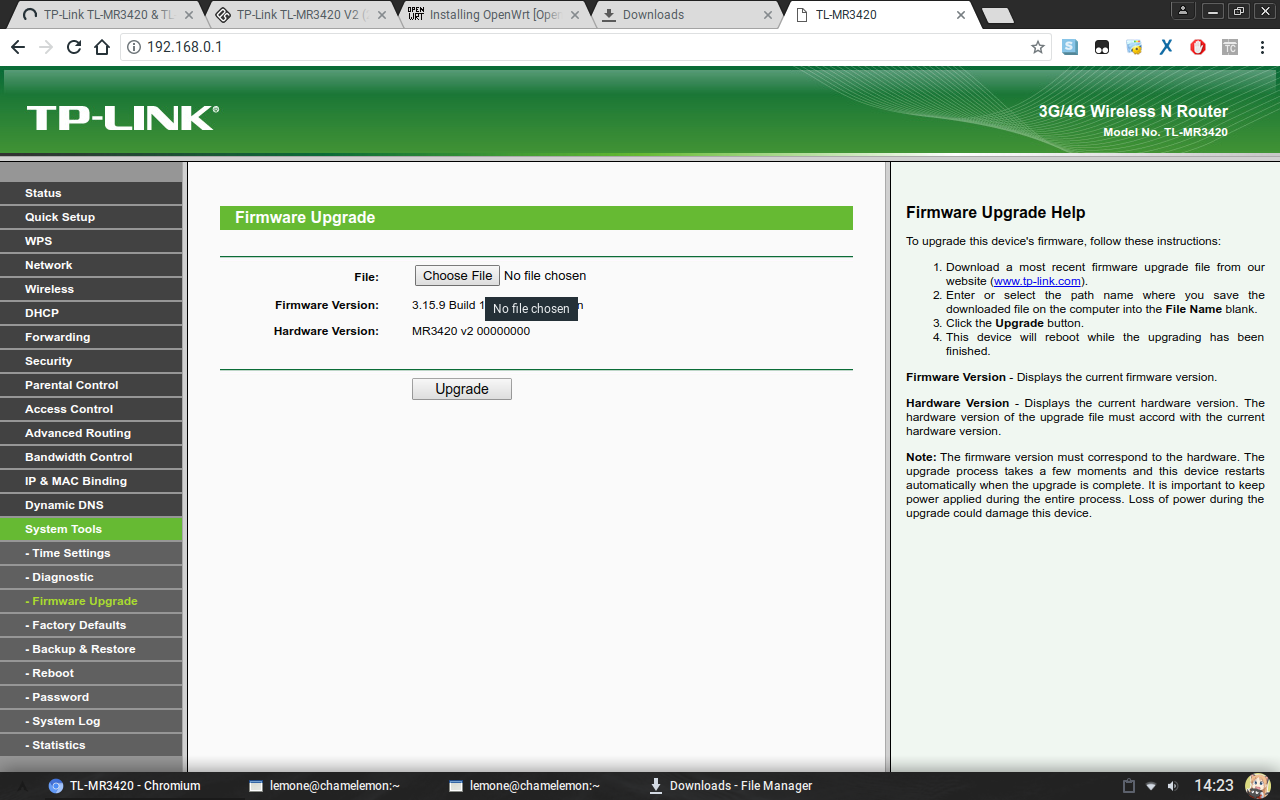 TP-Link TL-MR3420 & TL-
TP-Link TL-MR3420 V2 (
Installing OpenWrt [Open
Downloads
TL-MR3420
192.168.0.1
TP-LINK®
3G/4G Wireless N Router
Model No. TL-MR3420
Status
Quick Setup
WPS
Network
Wireless
DHCP
Forwarding
Security
Parental Control
Access Control
Advanced Routing
Bandwidth Control
IP & MAC Binding
Dynamic DNS
System Tools
- Time Settings
- Diagnostic
- Firmware Upgrade
- Factory Defaults
- Backup & Restore
- Reboot
- Password
- System Log
- Statistics
Firmware Upgrade
File: Choose File No file chosen
Firmware Version: 3.15.9 Build 1
No file chosen
Hardware Version: MR3420 v2 00000000
Upgrade
Firmware Upgrade Help
To upgrade this device's firmware, follow these instructions:
1. Download a most recent firmware upgrade file from our
website (www.tp-link.com).
2. Enter or select the path name where you save the
downloaded file on the computer into the File Name blank.
3. Click the Upgrade button.
4. This device will reboot while the upgrading has been
finished.
Firmware Version - Displays the current firmware version.
Hardware Version - Displays the current hardware version. The
hardware version of the upgrade file must accord with the current
hardware version.
Note: The firmware version must correspond to the hardware. The
upgrade process takes a few moments and this device restarts
automatically when the upgrade is complete. It is important to keep
power applied during the entire process. Loss of power during the
upgrade could damage this device.
TL-MR3420 - Chromium
lemone@chamelemon:~
lemone@chamelemon:~
Downloads - File Manager
14:23